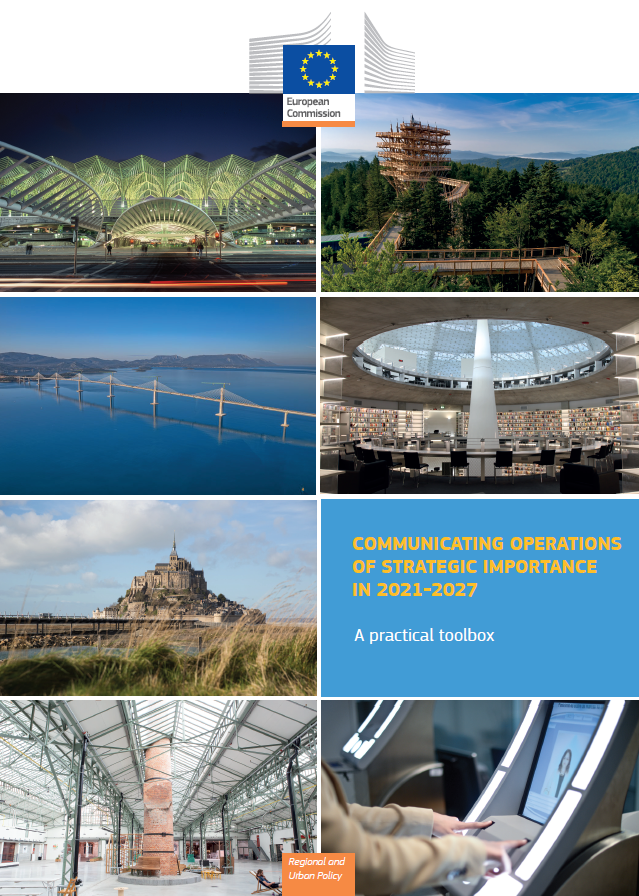 European
Commission
COMMUNICATING OPERATIONS
OF STRATEGIC IMPORTANCE
IN 2021-2027
A practical toolbox
Regional and
Urban Policy